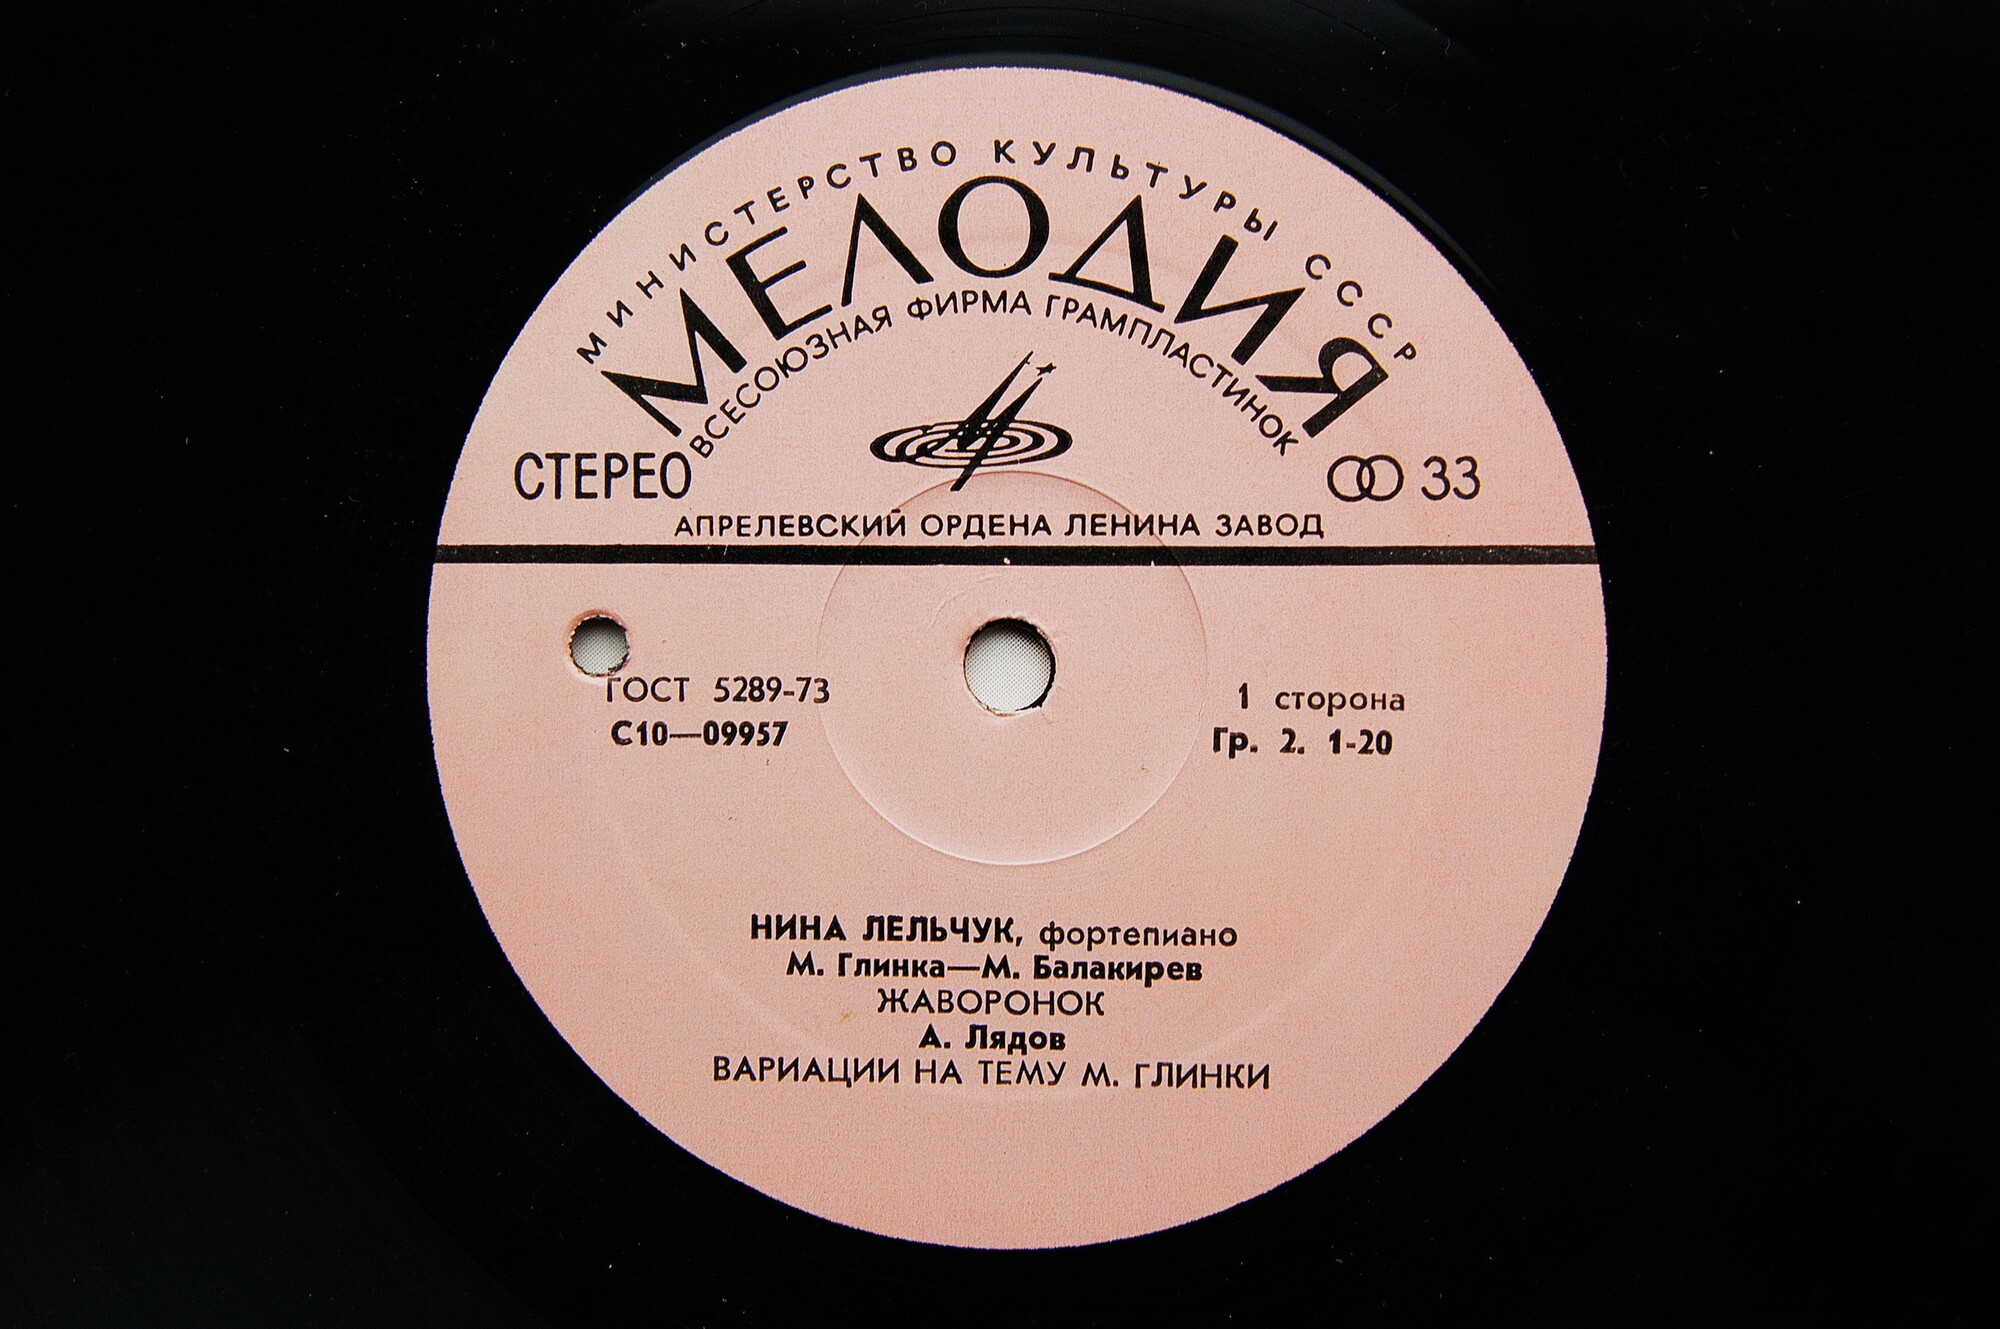 МИНИСТЕРСТВО КУЛЬТУРЫ СССР
МЕЛОДИЯ
ВСЕСОЮЗНАЯ ФИРМА ГРАМПЛАСТИНОК
СТЕРЕО
33
АПРЕЛЕВСКИЙ ОРДЕНА ЛЕНИНА ЗАВОД
ГОСТ 5289-73
С10—09957
1 сторона
Гр. 2. 1-20
НИНА ЛЕЛЬЧУК, фортепиано
М. Глинка—М. Балакирев
ЖАВОРОНОК
А. Лядов
ВАРИАЦИИ НА ТЕМУ М. ГЛИНКИ